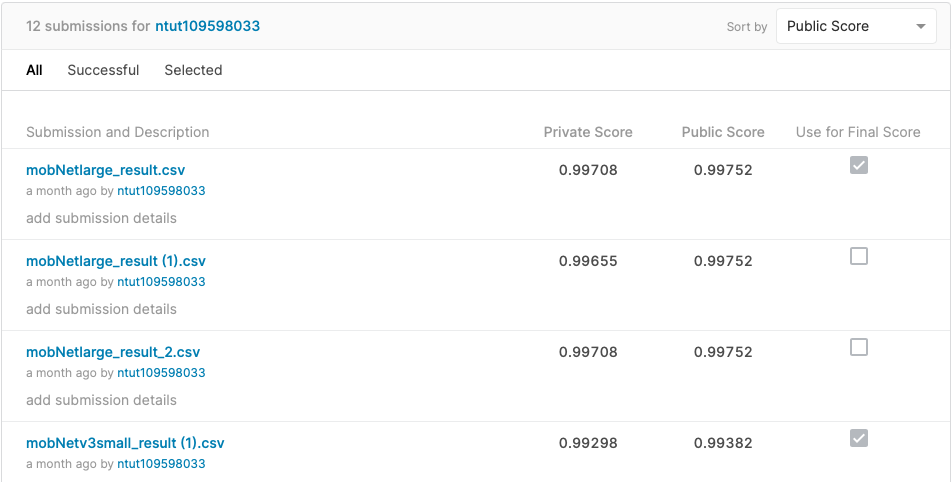 12 submissions for ntut109598033 Sort by Public Score
All Successful Selected
Submission and Description Private Score Public Score Use for Final Score
mobNetlarge_result.csv 0.99708 0.99752
a month ago by ntut109598033
add submission details
mobNetlarge_result (1).csv 0.99655 0.99752
a month ago by ntut109598033
add submission details
mobNetlarge_result_2.csv 0.99708 0.99752
a month ago by ntut109598033
add submission details
mobNetv3small_result (1).csv 0.99298 0.99382
a month ago by ntut109598033